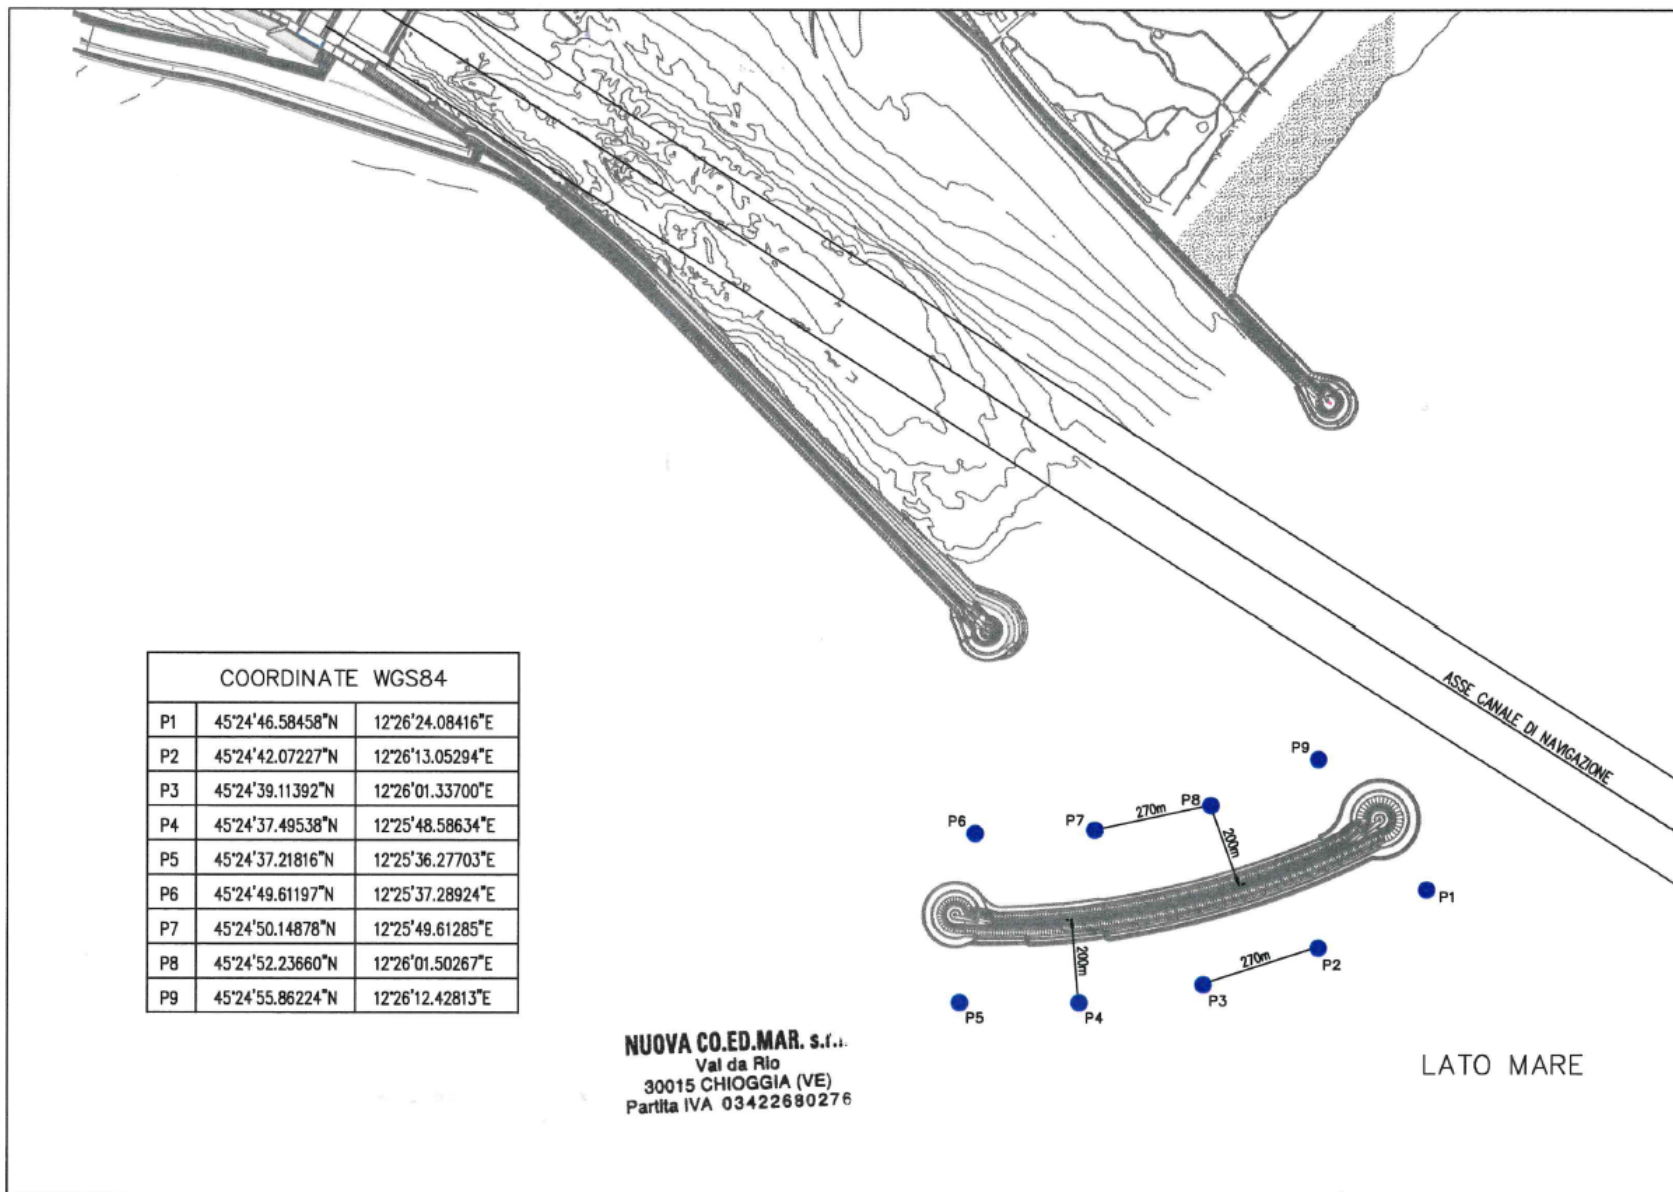 COORDINATE WGS84
P1 45°24'46.58458"N 12°26'24.08416"E
P2 45°24'42.07227"N 12°26'13.05294"E
P3 45°24'39.11392"N 12°26'01.33700"E
P4 45°24'37.49538"N 12°25'48.58634"E
P5 45°24'37.21816"N 12°25'36.27703"E
P6 45°24'49.61197"N 12°25'37.28924"E
P7 45°24'50.14878"N 12°25'49.61285"E
P8 45°24'52.23660"N 12°26'01.50267"E
P9 45°24'55.86224"N 12°26'12.42813"E
ASSE CANALE DI NAVIGAZIONE
P9
P8
270m
P7
P6
200m
P1
200m
270m
P2
P3
P5
P4
NUOVA CO.ED.MAR. s.r.l.
Val da Rio
30015 CHIOGGIA (VE)
Partita IVA 03422680276
LATO MARE